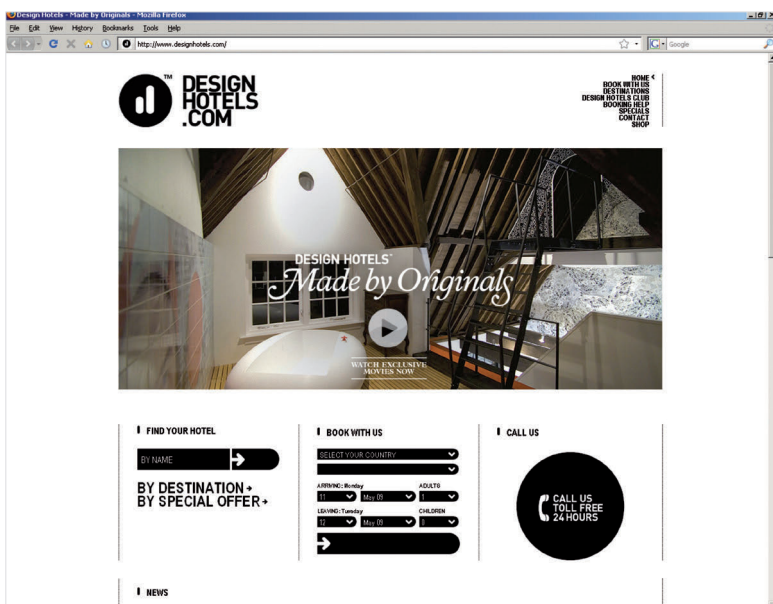 Design Hotels - Made by Originals - Mozilla Firefox
File Edit View History Bookmarks Tools Help
http://www.designhotels.com/
Google
TM
DESIGN
HOTELS
.COM
HOME
BOOK WITH US
DESTINATIONS
DESIGN HOTELS CLUB
BOOKING HELP
SPECIALS
CONTACT
SHOP
DESIGN HOTELS™
Made by Originals
WATCH EXCLUSIVE
MOVIES NOW
FIND YOUR HOTEL
BY NAME
BY DESTINATION
BY SPECIAL OFFER
BOOK WITH US
SELECT YOUR COUNTRY
ARRIVING: Monday ADULTS
11 May 09 1
LEAVING: Tuesday CHILDREN
12 May 09 0
CALL US
CALL US
TOLL FREE
24 HOURS
NEWS